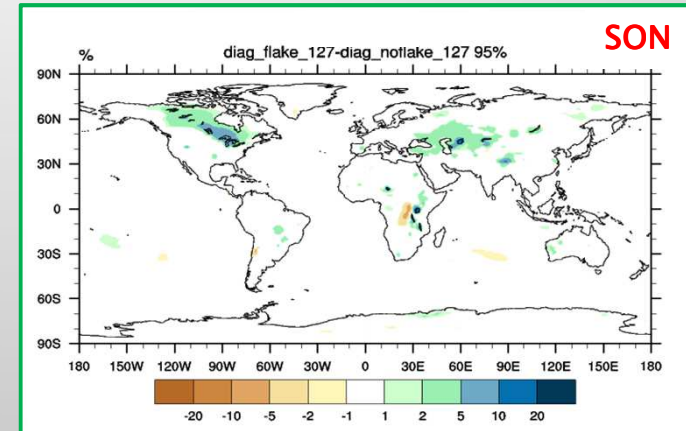 SON
% diag_flake_127-diag_noflake_127 95%
90N
60N
30N
0
30S
60S
90S
180 150W 120W 90W 60W 30W 0 30E 60E 90E 120E 150E 180
-20 -10 -5 -2 -1 1 2 5 10 20